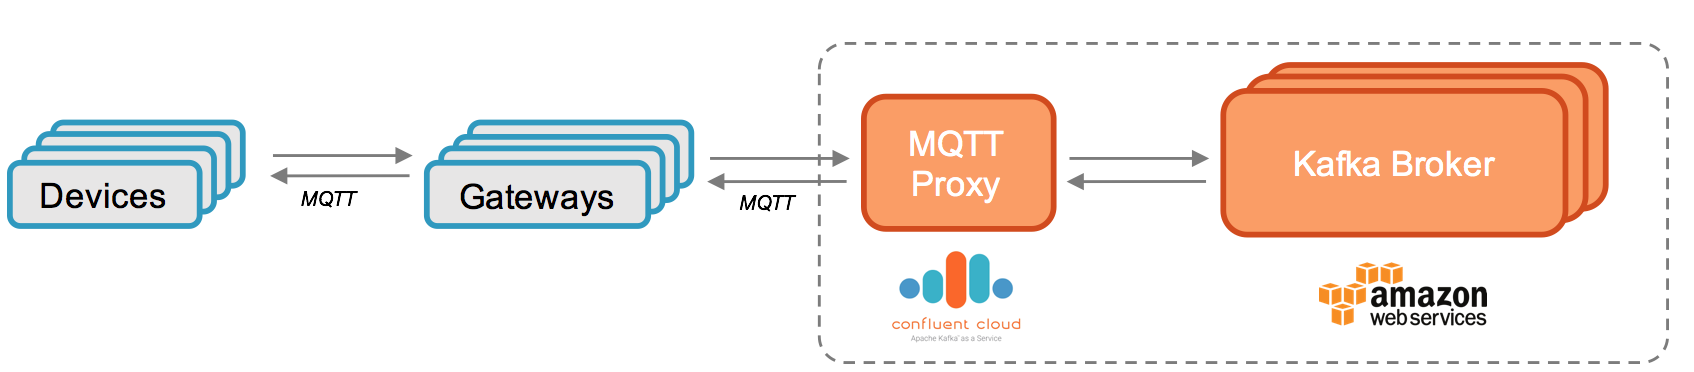 Devices
MQTT
Gateways
MQTT
MQTT
Proxy
confluent cloud
Apache Kafka® as a Service
Kafka Broker
amazon
web services